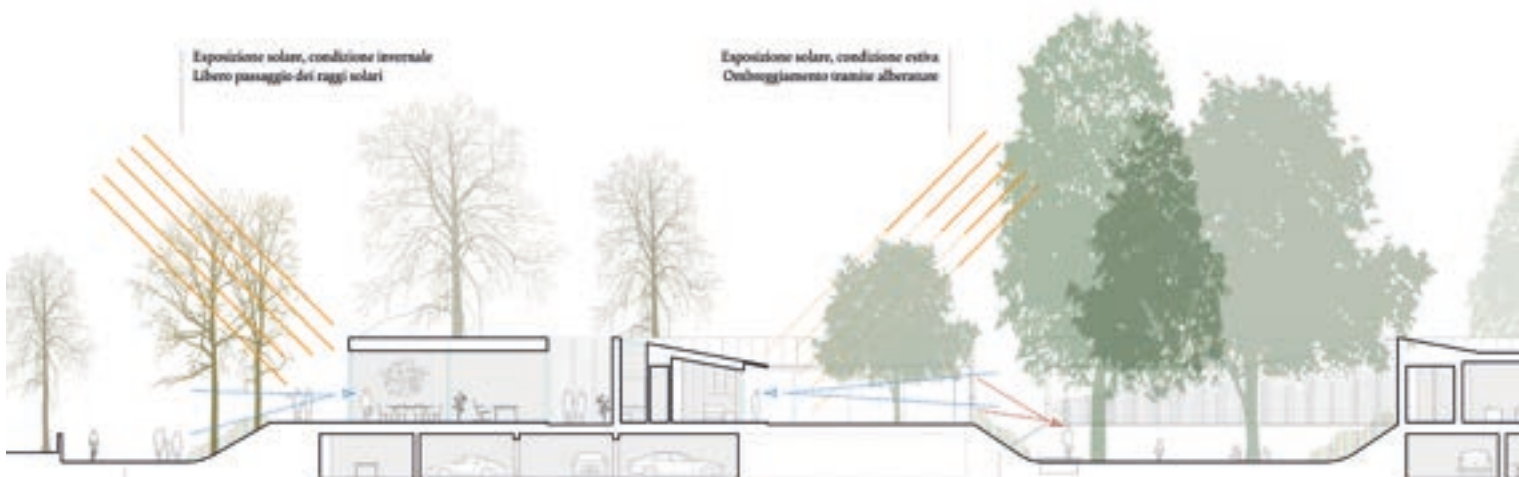 Esposizione solare, condizione invernale
Libero passaggio dei raggi solari
Esposizione solare, condizione estiva
Ombreggiamento tramite alberature